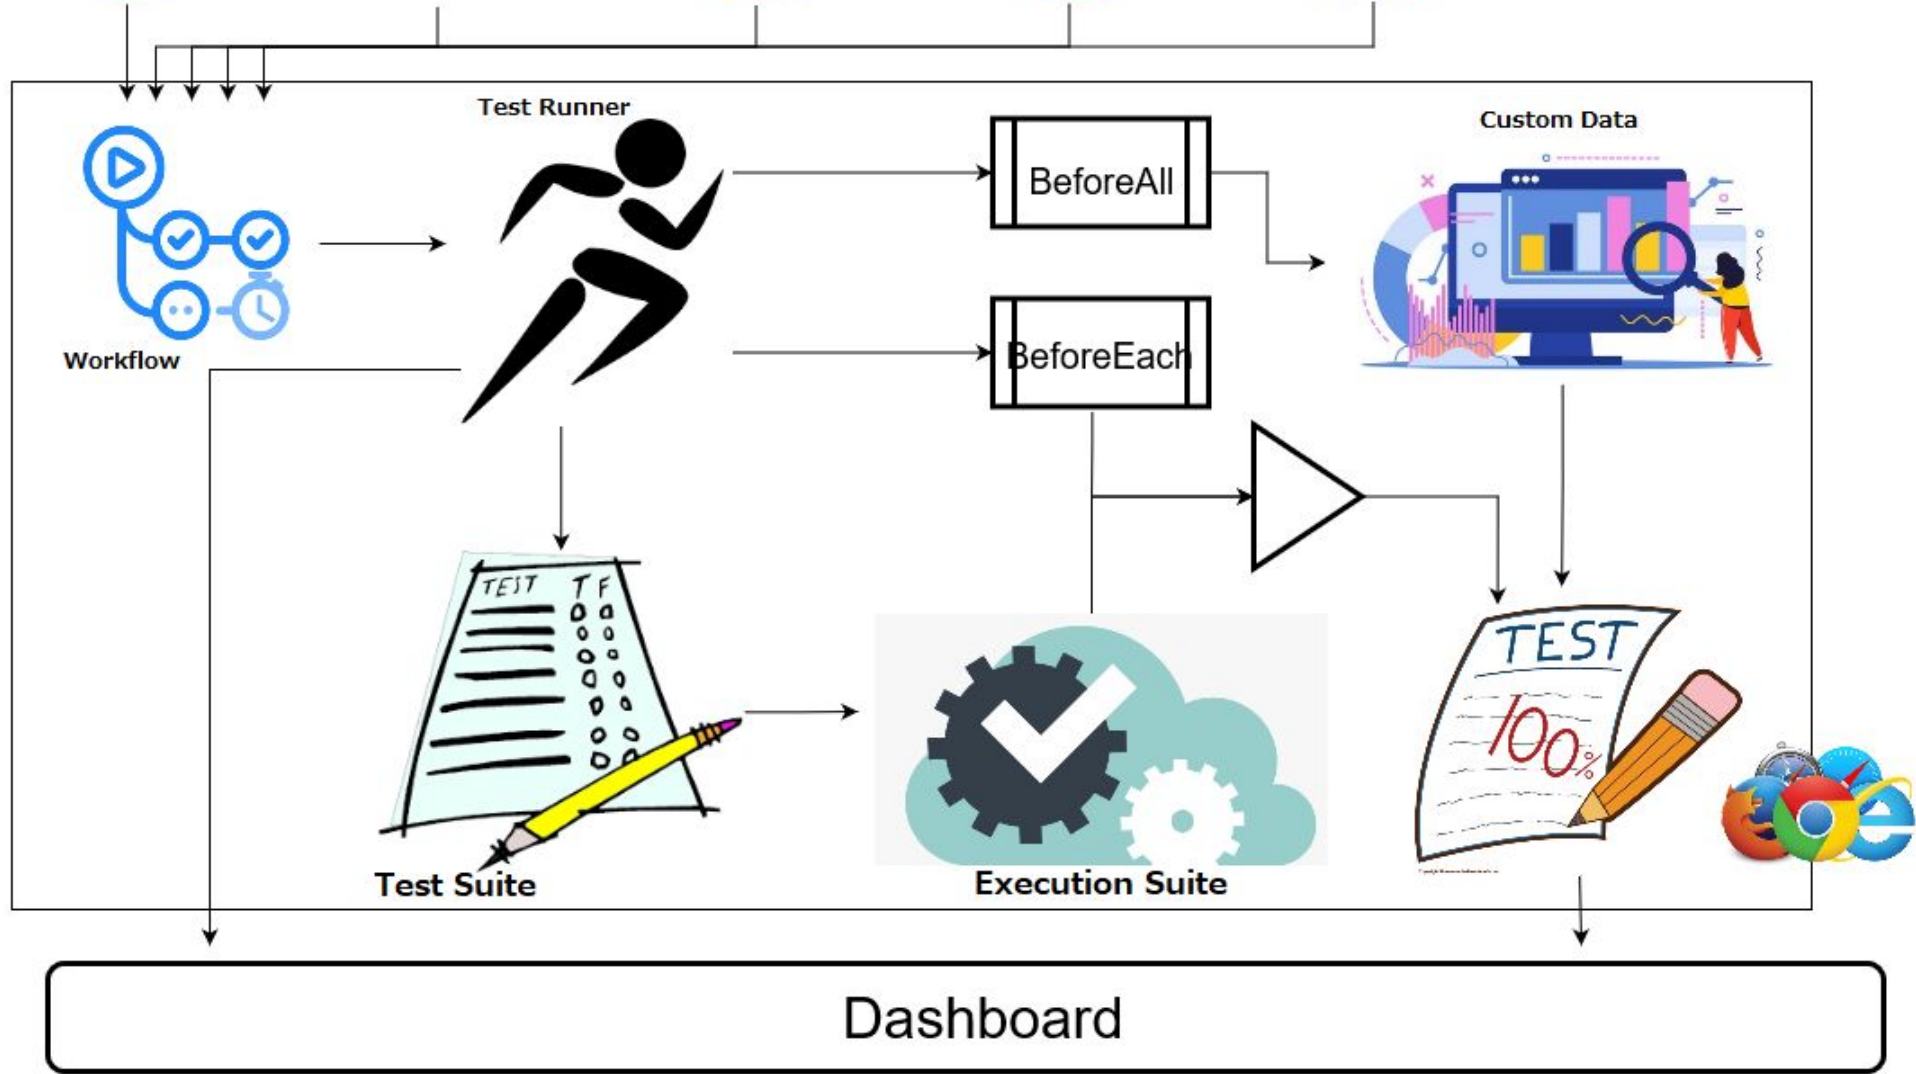 Test Runner
Custom Data
BeforeAll
BeforeEach
Workflow
TEST T F
TEST
100%
Test Suite
Execution Suite
Dashboard